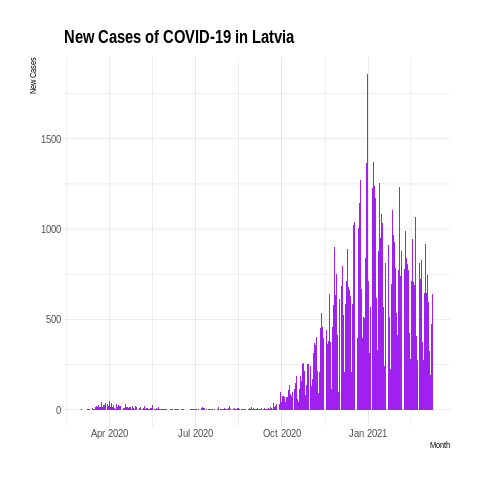 New Cases of COVID-19 in Latvia
New Cases
1500
1000
500
0
Apr 2020 Jul 2020 Oct 2020 Jan 2021
Month